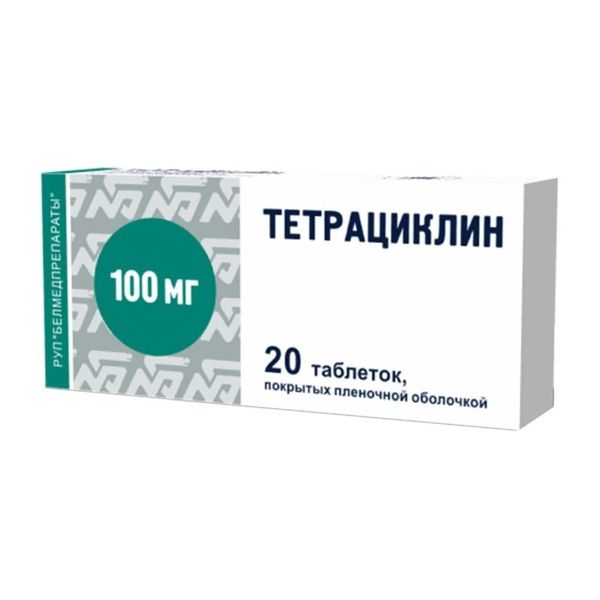 РУП "БЕЛМЕДПРЕПАРАТЫ"
100 мг
ТЕТРАЦИКЛИН
20 таблеток,
покрытых пленочной оболочкой